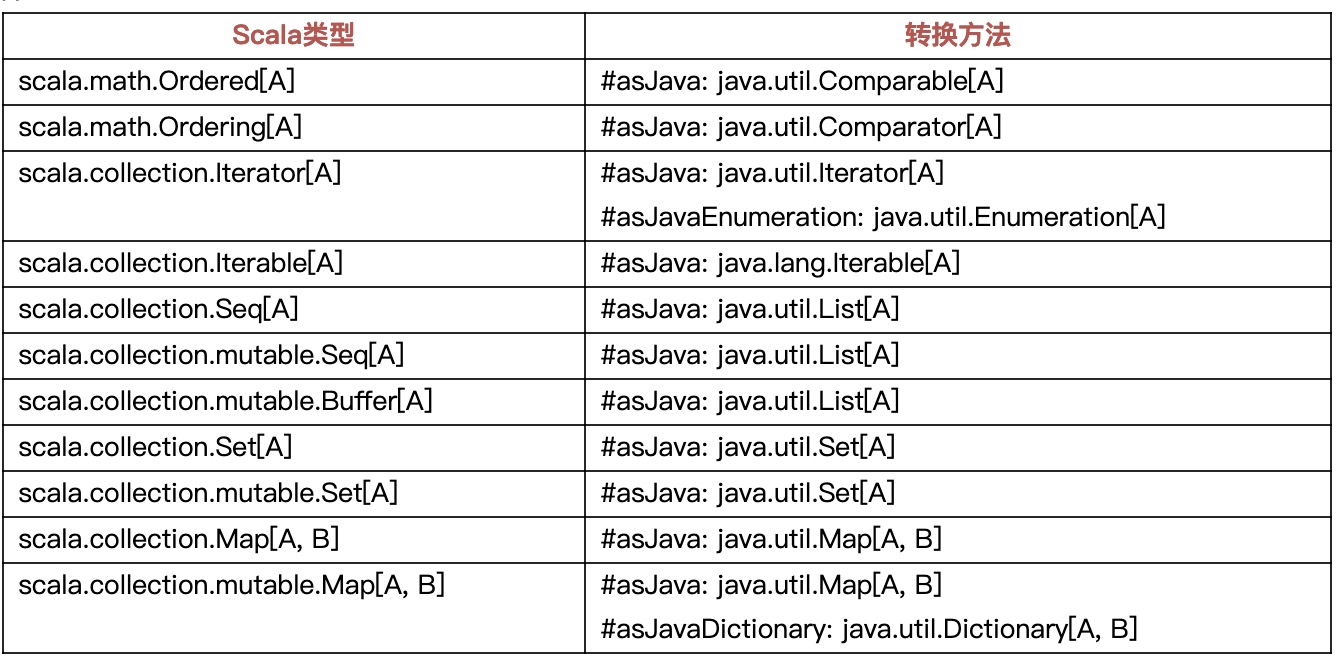 Scala类型 转换方法
scala.math.Ordered[A] #asJava: java.util.Comparable[A]
scala.math.Ordering[A] #asJava: java.util.Comparator[A]
scala.collection.Iterator[A] #asJava: java.util.Iterator[A]
#asJavaEnumeration: java.util.Enumeration[A]
scala.collection.Iterable[A] #asJava: java.lang.Iterable[A]
scala.collection.Seq[A] #asJava: java.util.List[A]
scala.collection.mutable.Seq[A] #asJava: java.util.List[A]
scala.collection.mutable.Buffer[A] #asJava: java.util.List[A]
scala.collection.Set[A] #asJava: java.util.Set[A]
scala.collection.mutable.Set[A] #asJava: java.util.Set[A]
scala.collection.Map[A, B] #asJava: java.util.Map[A, B]
scala.collection.mutable.Map[A, B] #asJava: java.util.Map[A, B]
#asJavaDictionary: java.util.Dictionary[A, B]